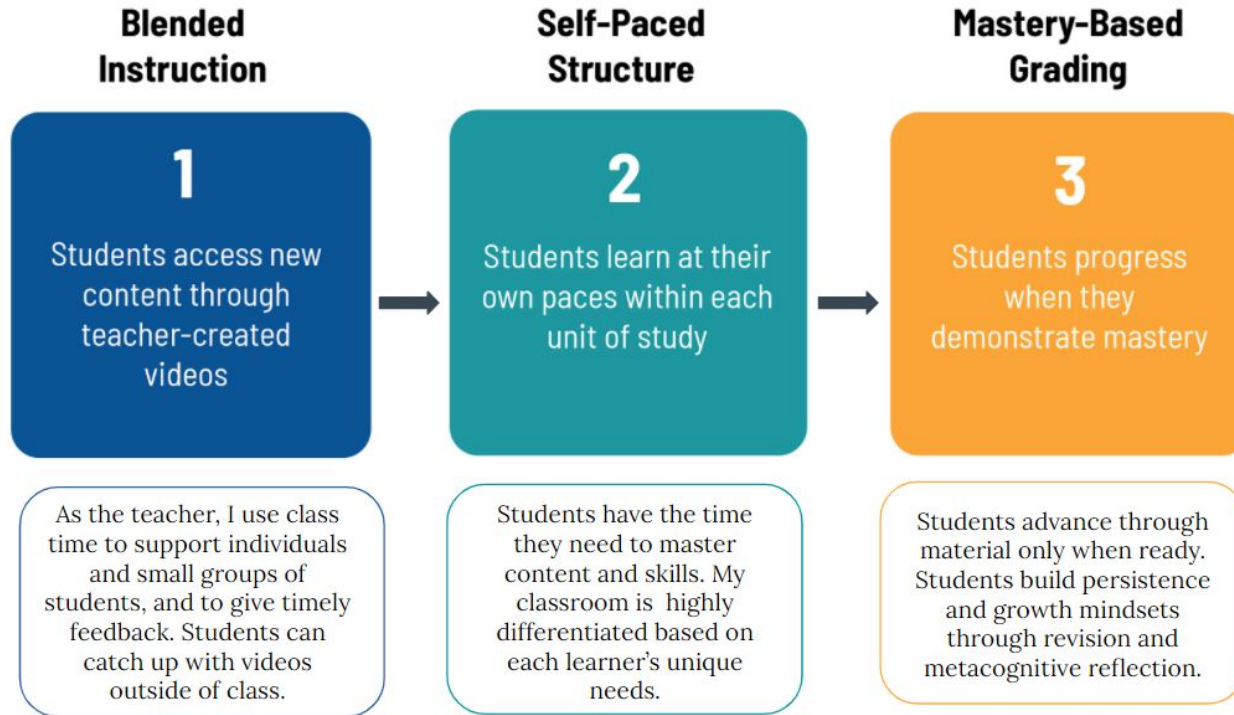 Blended
Instruction
Self-Paced
Structure
Mastery-Based
Grading
1
Students access new
content through
teacher-created
videos
2
Students learn at their
own paces within each
unit of study
3
Students progress
when they
demonstrate mastery
As the teacher, I use class
time to support individuals
and small groups of
students, and to give timely
feedback. Students can
catch up with videos
outside of class.
Students have the time
they need to master
content and skills. My
classroom is  highly
differentiated based on
each learner's unique
needs.
Students advance through
material only when ready.
Students build persistence
and growth mindsets
through revision and
metacognitive reflection.